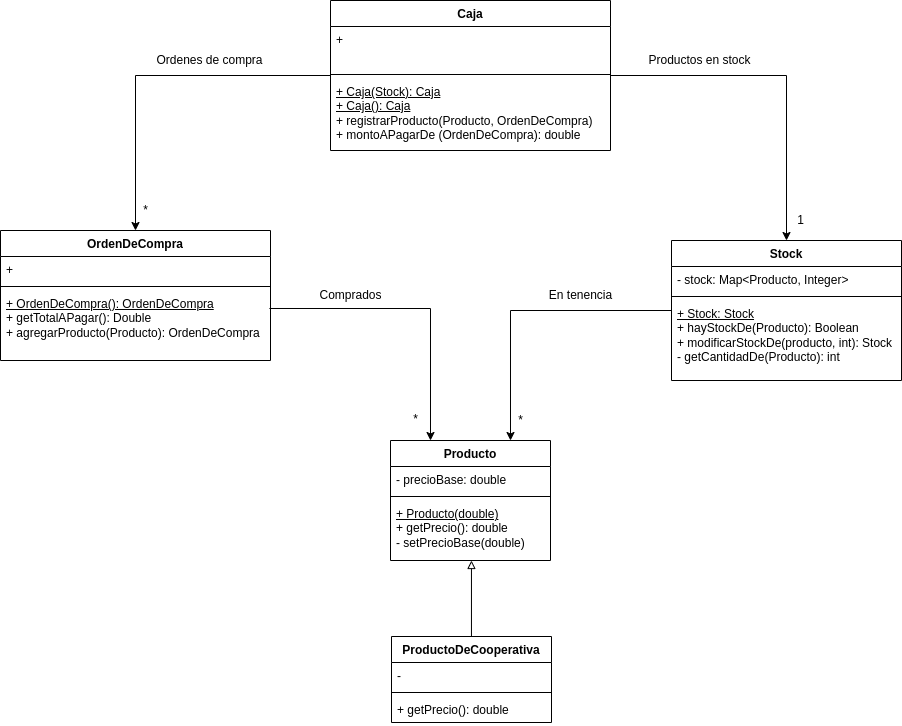 Caja
+
+ Caja(Stock): Caja
+ Caja(): Caja
+ registrarProducto(Producto, OrdenDeCompra)
+ montoAPagarDe (OrdenDeCompra): double
Ordenes de compra
Productos en stock
*
1
OrdenDeCompra
+
+ OrdenDeCompra(): OrdenDeCompra
+ getTotalAPagar(): Double
+ agregarProducto(Producto): OrdenDeCompra
Stock
- stock: Map<Producto, Integer>
+ Stock: Stock
+ hayStockDe(Producto): Boolean
+ modificarStockDe(producto, int): Stock
- getCantidadDe(Producto): int
Comprados
En tenencia
*
*
Producto
- precioBase: double
+ Producto(double)
+ getPrecio(): double
- setPrecioBase(double)
ProductoDeCooperativa
-
+ getPrecio(): double